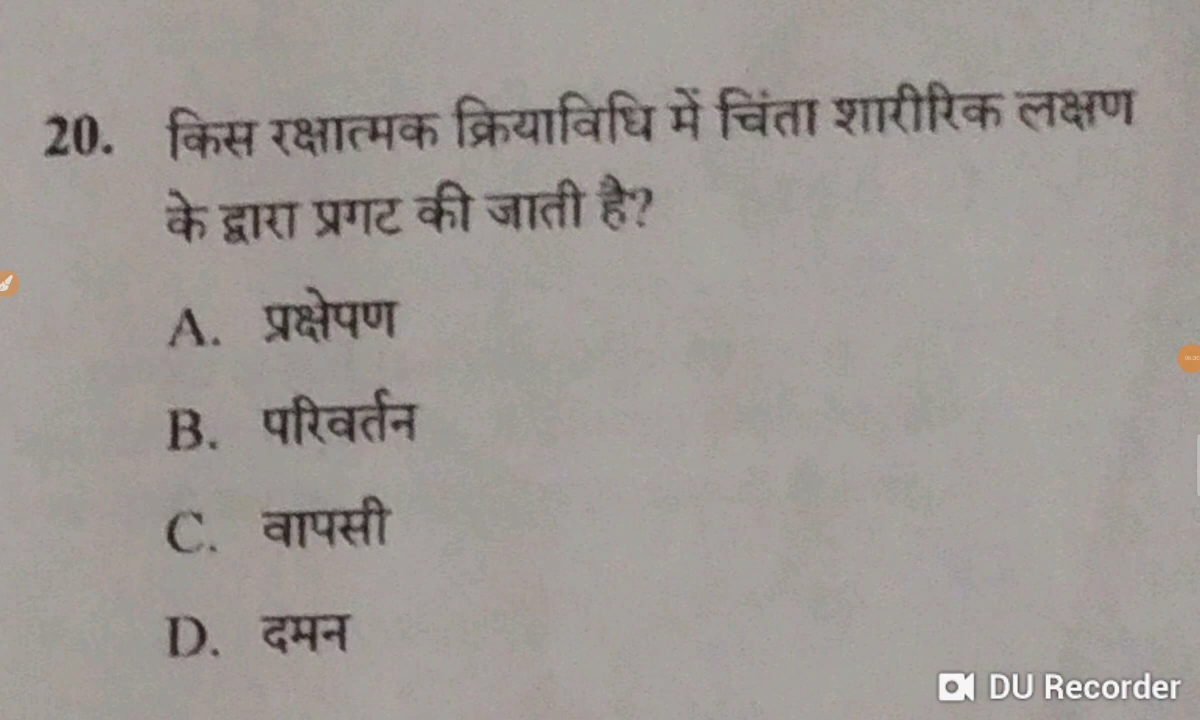 20. किस रक्षात्मक क्रियाविधि में चिंता शारीरिक लक्षण
के द्वारा प्रगट की जाती है?
A. प्रक्षेपण
B. परिवर्तन
C. वापसी
D. दमन
DU Recorder